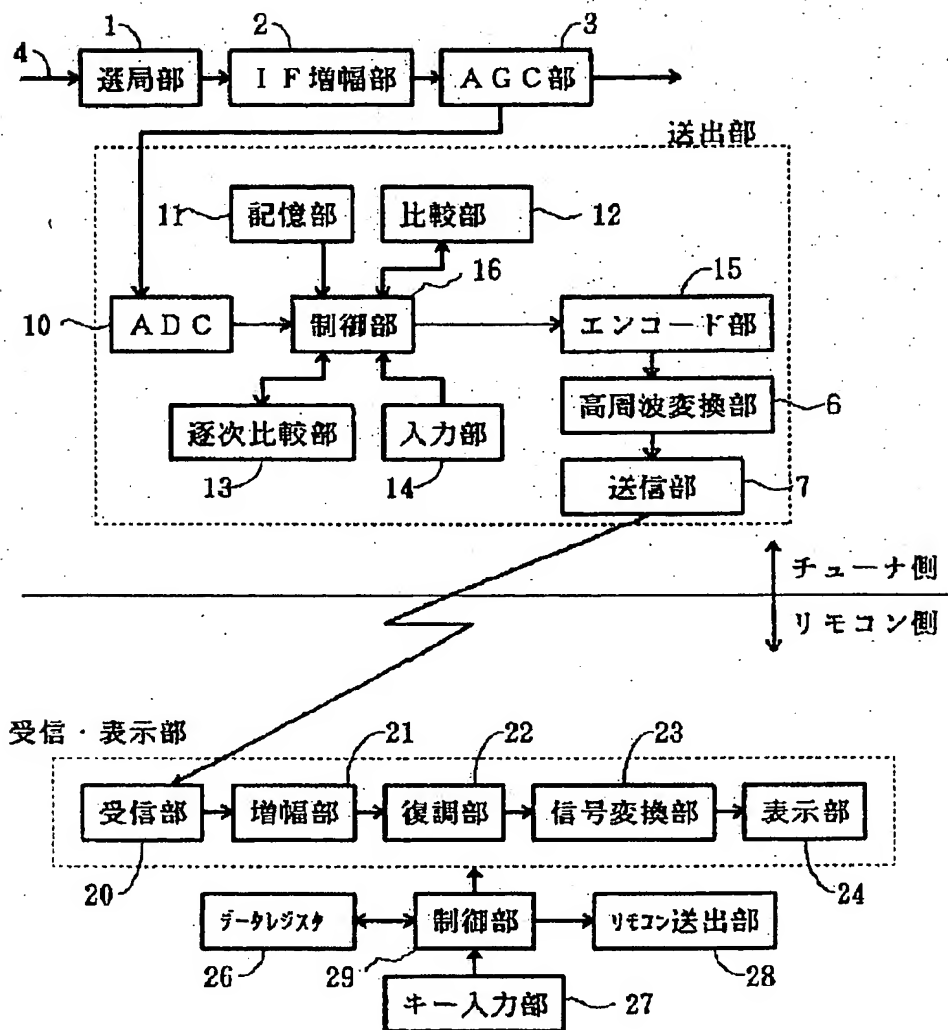 1 2 3
4 選局部 IF増幅部 AGC部
送出部
11 記憶部 比較部 12
16 15
10 ADC 制御部 エンコード部
高周波変換部 6
逐次比較部 入力部
13 14 送信部 7
チューナ側
リモコン側
受信・表示部
21 22 23
受信部 増幅部 復調部 信号変換部 表示部
20 24
データレジスタ 制御部 リモコン送出部
26 29 28
キー入力部 27